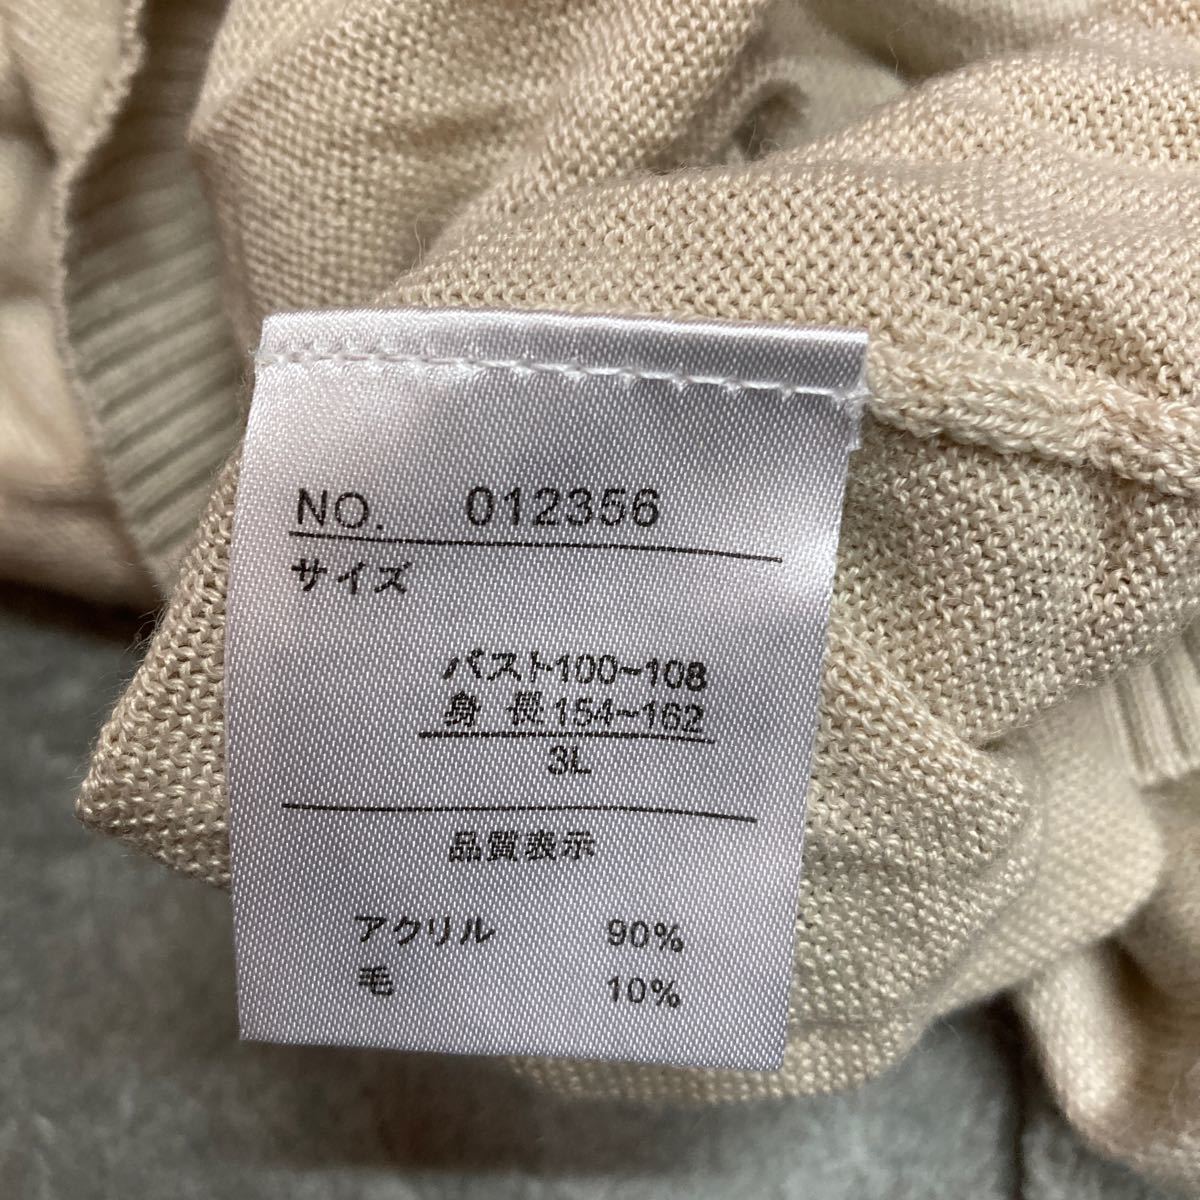 NO. 012356
サイズ
バスト100~108
身長154~162
3L
品質表示
アクリル 90%
毛 10%